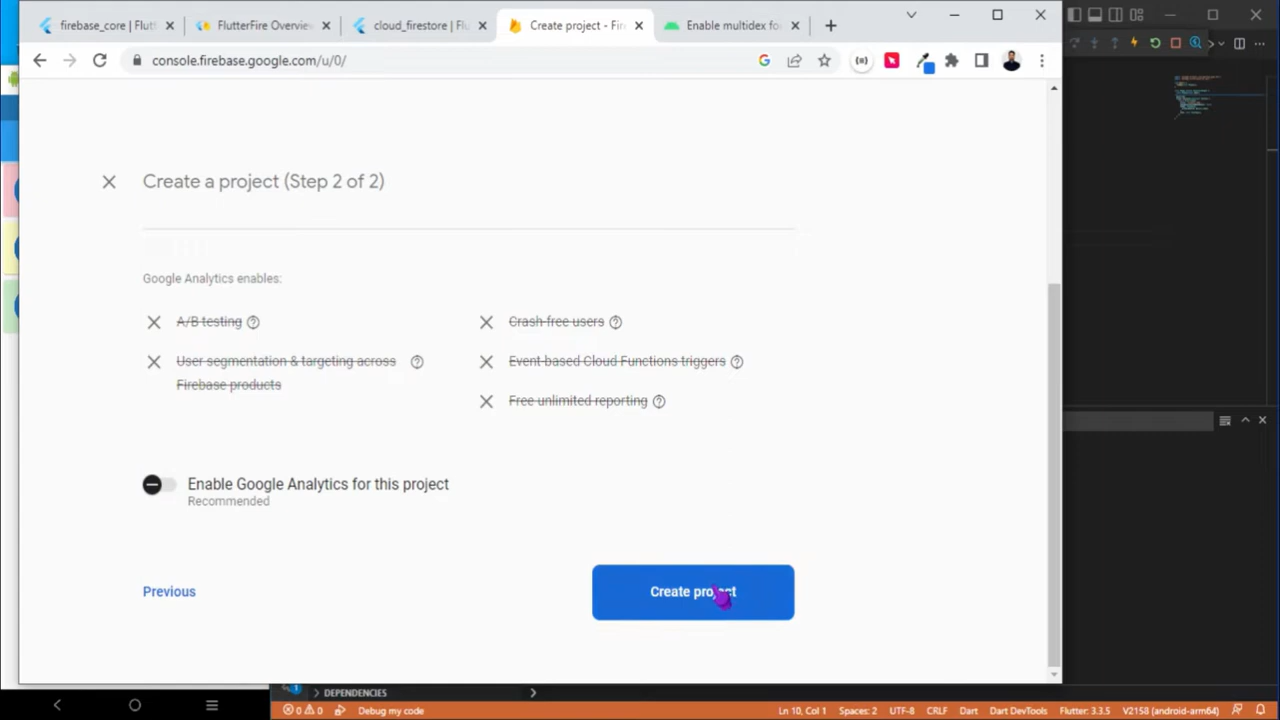 firebase_core | Flutt
FlutterFire Overview
cloud_firestore | Flu
Create project - Fire
Enable multidex fo
console.firebase.google.com/u/0/
Create a project (Step 2 of 2)
Google Analytics enables:
A/B testing
Crash-free users
User segmentation & targeting across
Firebase products
Event-based Cloud Functions triggers
Free unlimited reporting
Enable Google Analytics for this project
Recommended
Previous
Create project
DEPENDENCIES
0 0 Debug my code Ln 10, Col 1 Spaces: 2 UTF-8 CRLF Dart Dart DevTools Flutter: 3.3.5 V2158 (android-arm64)